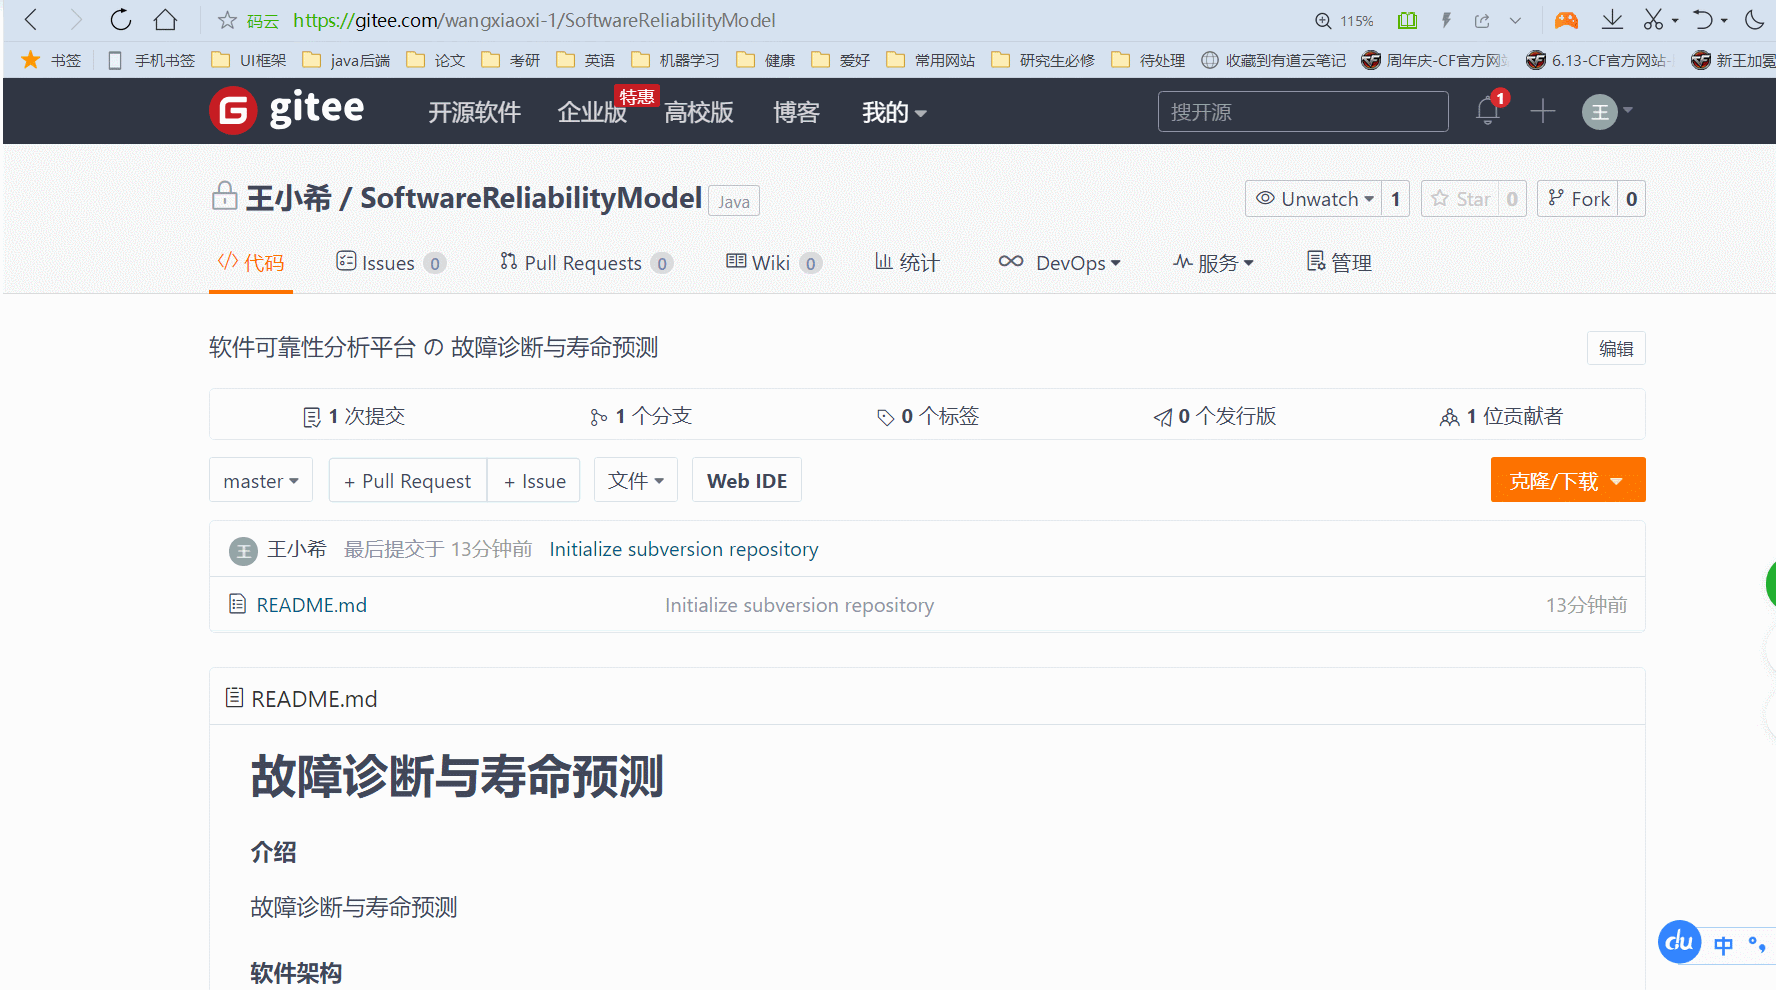 码云 https://gitee.com/wangxiaoxi-1/SoftwareReliabilityModel 115%
书签 手机书签 UI框架 java后端 论文 考研 英语 机器学习 健康 爱好 常用网站 研究生必修 待处理 收藏到有道云笔记 周年庆-CF官方网站 6.13-CF官方网站- 新王加冕
gitee 开源软件 企业版 特惠 高校版 博客 我的 搜开源 1 王
王小希 / SoftwareReliabilityModel Java Unwatch 1 Star 0 Fork 0
代码 Issues 0 Pull Requests 0 Wiki 0 统计 DevOps 服务 管理
软件可靠性分析平台 の 故障诊断与寿命预测 编辑
1 次提交 1 个分支 0 个标签 0 个发行版 1 位贡献者
master + Pull Request + Issue 文件 Web IDE 克隆/下载
王 王小希 最后提交于 13分钟前 Initialize subversion repository
README.md Initialize subversion repository 13分钟前
README.md
故障诊断与寿命预测
介绍
故障诊断与寿命预测
du 中 °,
软件架构